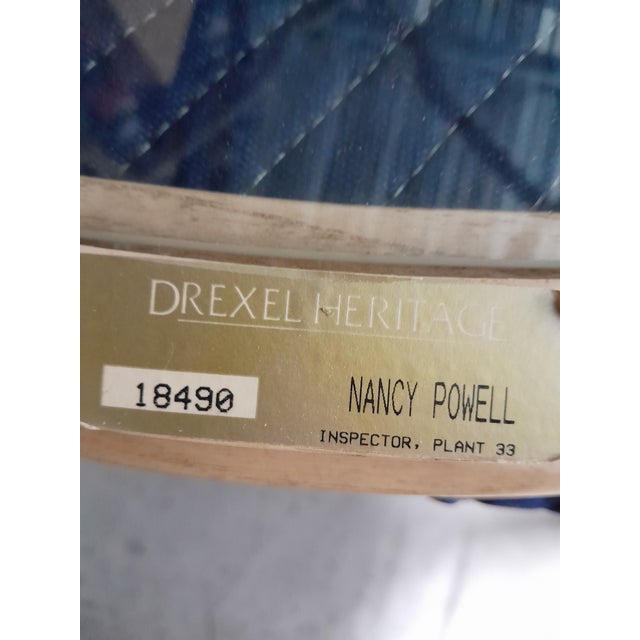 DREXEL HERITAGE
18490 NANCY POWELL
INSPECTOR, PLANT 33